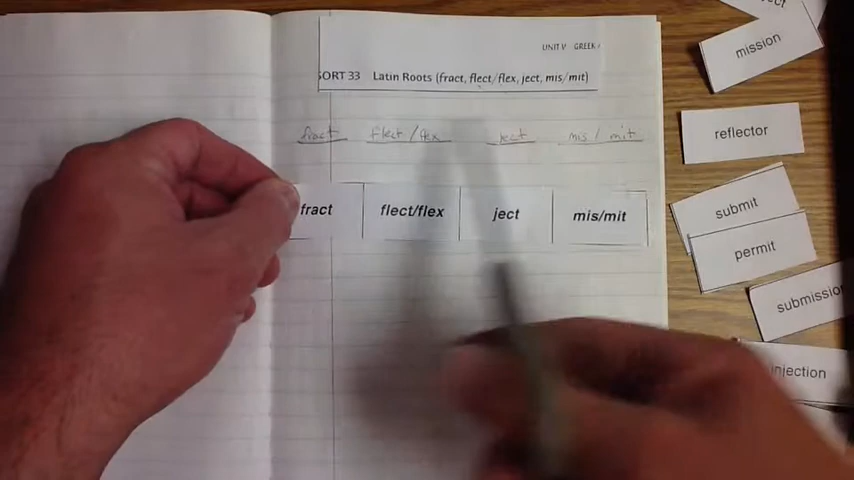 UNIT V GREEK
SORT 33 Latin Roots (fract, flect/flex, ject, mis/mit)
fract flect/flex ject mis / mit
fract flect/flex ject mis/mit
mission
reflector
submit
permit
submission
injection